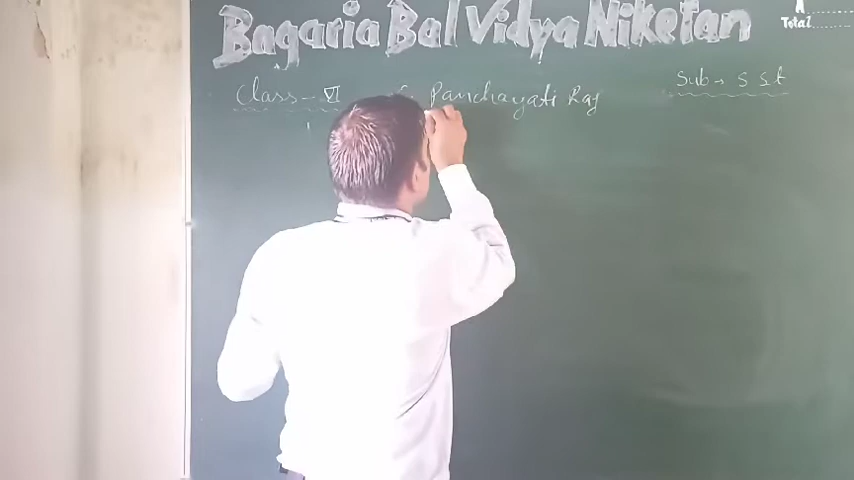 Bagaria Bal Vidya Niketan
A
Total
Class - VI
Panchayati Raj
Sub → S St